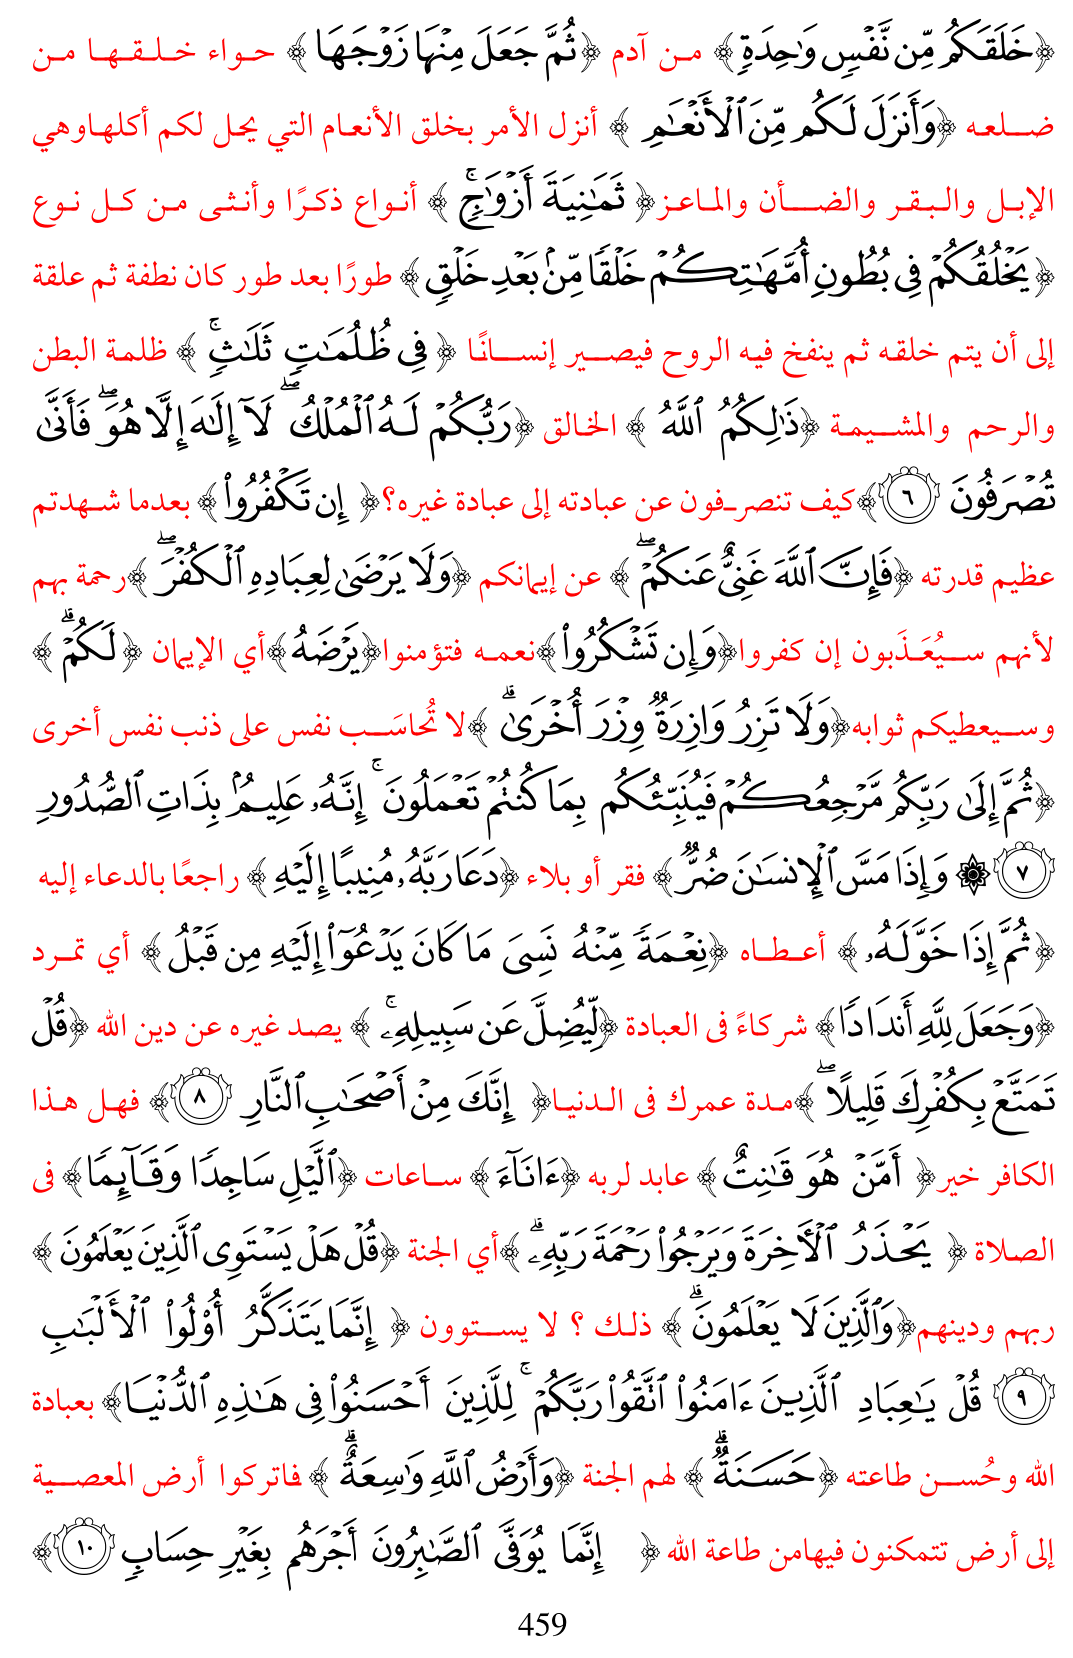 ﴿خَلَقَكُم مِّن نَّفْسٍ وَٰحِدَةٍ﴾ من آدم ﴿ثُمَّ جَعَلَ مِنْهَا زَوْجَهَا ﴾ حواء خلقها من
ضلعه ﴿وَأَنزَلَ لَكُم مِّنَ ٱلْأَنْعَٰمِ ﴾ أنزل الأمر بخلق الأنعام التي يحل لكم أكلهاوهي
الإبل والبقر والضأن والماعز﴿ ثَمَٰنِيَةَ أَزْوَٰجٍ ۚ ﴾ أنواع ذكرًا وأنثى من كل نوع
﴿ يَخْلُقُكُمْ فِى بُطُونِ أُمَّهَٰتِكُمْ خَلْقًا مِّنۢ بَعْدِ خَلْقٍ﴾ طورًا بعد طور كان نطفة ثم علقة
إلى أن يتم خلقه ثم ينفخ فيه الروح فيصير إنسانًا ﴿ فِى ظُلُمَٰتٍ ثَلَٰثٍ ۚ ﴾ ظلمة البطن
والرحم والمشيمة ﴿ذَٰلِكُمُ ٱللَّهُ ﴾ الخالق ﴿رَبُّكُمْ لَهُ ٱلْمُلْكُ ۖ لَآ إِلَٰهَ إِلَّا هُوَ ۖ فَأَنَّىٰ
تُصْرَفُونَ ٦﴾كيف تنصرفون عن عبادته إلى عبادة غيره؟﴿ إِن تَكْفُرُوا۟﴾ بعدما شهدتم
عظيم قدرته ﴿فَإِنَّ ٱللَّهَ غَنِىٌّ عَنكُمْ ۖ ﴾ عن إيمانكم ﴿وَلَا يَرْضَىٰ لِعِبَادِهِ ٱلْكُفْرَ ۖ ﴾رحمة بهم
لأنهم سيُعَذَبون إن كفروا﴿وَإِن تَشْكُرُوا۟﴾نعمه فتؤمنوا﴿يَرْضَهُ﴾أي الإيمان ﴿ لَكُمْ ۗ ﴾
وسيعطيكم ثوابه﴿وَلَا تَزِرُ وَازِرَةٌ وِزْرَ أُخْرَىٰ ۗ ﴾لا تُحاسَب نفس على ذنب نفس أخرى
﴿ثُمَّ إِلَىٰ رَبِّكُم مَّرْجِعُكُمْ فَيُنَبِّئُكُم بِمَا كُنتُمْ تَعْمَلُونَ ۚ إِنَّهُۥ عَلِيمٌۢ بِذَاتِ ٱلصُّدُورِ
٧﴾۞ وَإِذَا مَسَّ ٱلْإِنسَٰنَ ضُرٌّ﴾ فقر أو بلاء ﴿دَعَا رَبَّهُۥ مُنِيبًا إِلَيْهِ ﴾ راجعًا بالدعاء إليه
﴿ثُمَّ إِذَا خَوَّلَهُۥ ﴾ أعطاه ﴿نِعْمَةً مِّنْهُ نَسِىَ مَا كَانَ يَدْعُوٓا۟ إِلَيْهِ مِن قَبْلُ ﴾ أي تمرد
﴿وَجَعَلَ لِلَّهِ أَندَادًا﴾ شركاءً فى العبادة ﴿لِّيُضِلَّ عَن سَبِيلِهِۦ ۚ ﴾ يصد غيره عن دين الله ﴿قُلْ
تَمَتَّعْ بِكُفْرِكَ قَلِيلًا ۖ ﴾مدة عمرك فى الدنيا﴿ إِنَّكَ مِنْ أَصْحَٰبِ ٱلنَّارِ ٨﴾ فهل هذا
الكافر خير﴿ أَمَّنْ هُوَ قَٰنِتٌ﴾ عابد لربه ﴿ءَانَآءَ ﴾ ساعات ﴿ٱلَّيْلِ سَاجِدًا وَقَآئِمًا﴾ فى
الصلاة ﴿ يَحْذَرُ ٱلْأَخِرَةَ وَيَرْجُوا۟ رَحْمَةَ رَبِّهِۦ ۗ ﴾أي الجنة ﴿قُلْ هَلْ يَسْتَوِى ٱلَّذِينَ يَعْلَمُونَ ﴾
ربهم ودينهم﴿وَٱلَّذِينَ لَا يَعْلَمُونَ ۗ ﴾ ذلك ؟ لا يستوون ﴿ إِنَّمَا يَتَذَكَّرُ أُو۟لُوا۟ ٱلْأَلْبَٰبِ
٩ قُلْ يَٰعِبَادِ ٱلَّذِينَ ءَامَنُوا۟ ٱتَّقُوا۟ رَبَّكُمْ ۚ لِلَّذِينَ أَحْسَنُوا۟ فِى هَٰذِهِ ٱلدُّنْيَا﴾ بعبادة
الله وحُسن طاعته ﴿حَسَنَةٌ ۗ ﴾ لهم الجنة ﴿وَأَرْضُ ٱللَّهِ وَٰسِعَةٌ ۗ ﴾ فاتركوا أرض المعصية
إلى أرض تتمكنون فيهامن طاعة الله ﴿ إِنَّمَا يُوَفَّى ٱلصَّٰبِرُونَ أَجْرَهُم بِغَيْرِ حِسَابٍ ١٠﴾
459